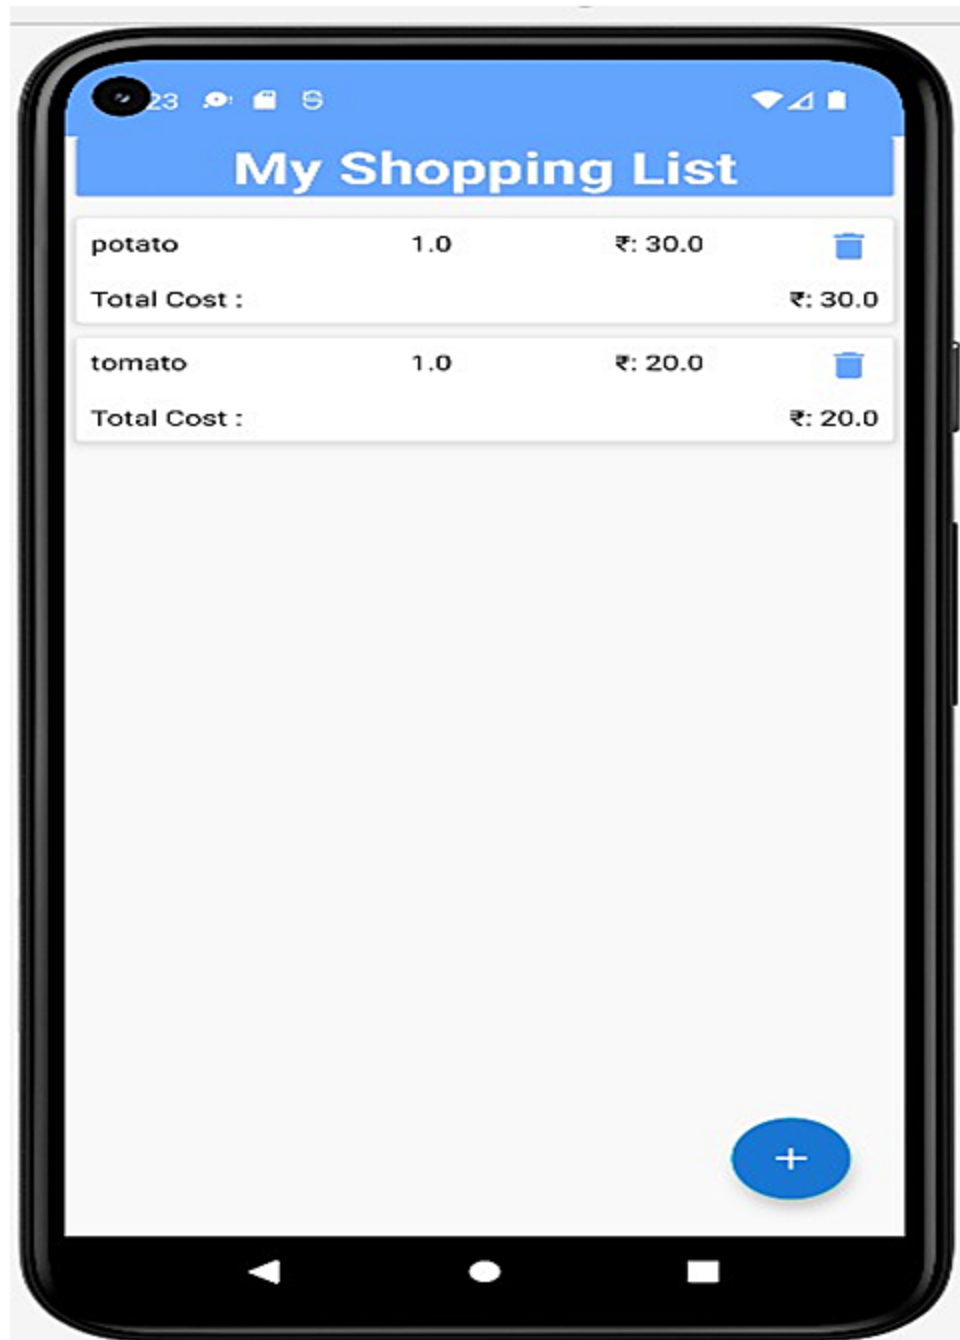 23
My Shopping List
potato 1.0 ₹: 30.0
Total Cost : ₹: 30.0
tomato 1.0 ₹: 20.0
Total Cost : ₹: 20.0
+